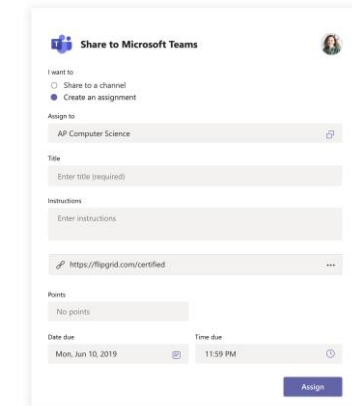 Share to Microsoft Teams
I want to
Share to a channel
Create an assignment
Assign to
AP Computer Science
Title
Enter title (required)
Instructions
Enter instructions
https://flipgrid.com/certified
Points
No points
Date due Time due
Mon, Jun 10, 2019 11:59 PM
Assign